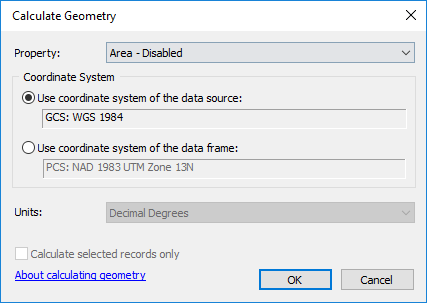 Calculate Geometry
Property: Area - Disabled
Coordinate System
Use coordinate system of the data source:
GCS: WGS 1984
Use coordinate system of the data frame:
PCS: NAD 1983 UTM Zone 13N
Units: Decimal Degrees
Calculate selected records only
About calculating geometry
OK Cancel